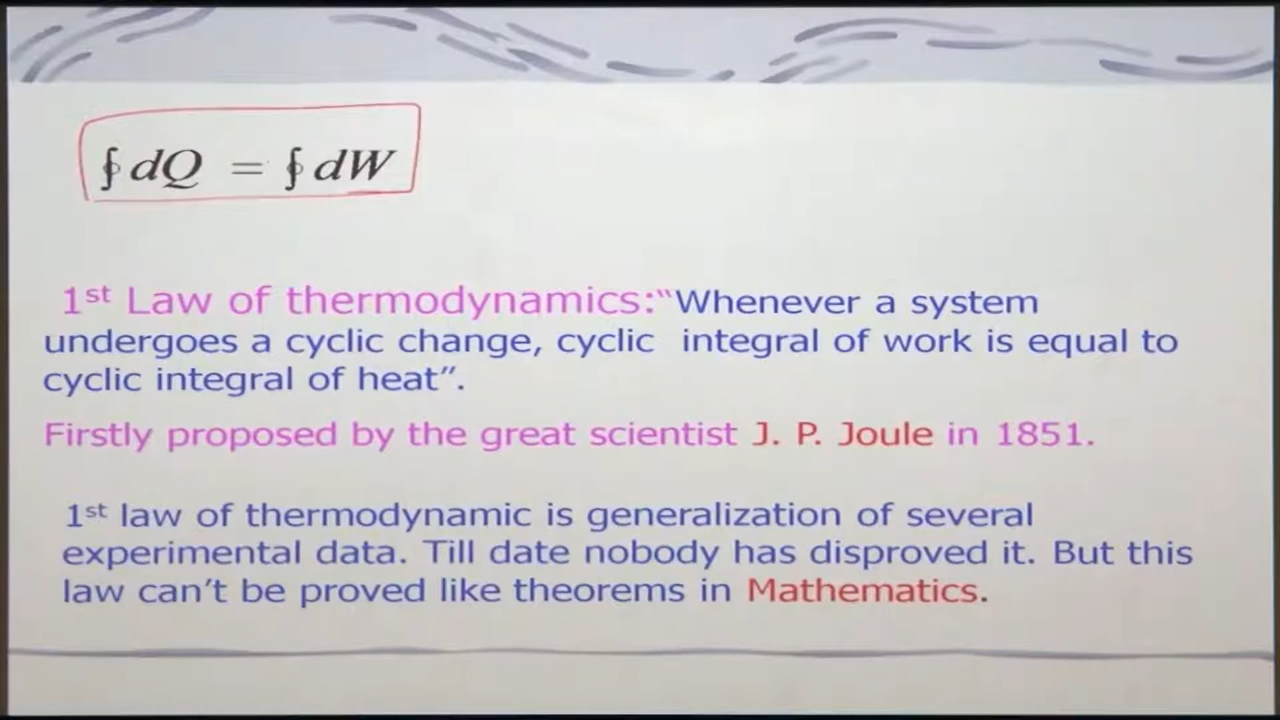 ∮dQ = ∮dW
1st Law of thermodynamics:“Whenever a system
undergoes a cyclic change, cyclic integral of work is equal to
cyclic integral of heat”.
Firstly proposed by the great scientist J. P. Joule in 1851.
1st law of thermodynamic is generalization of several
experimental data. Till date nobody has disproved it. But this
law can’t be proved like theorems in Mathematics.